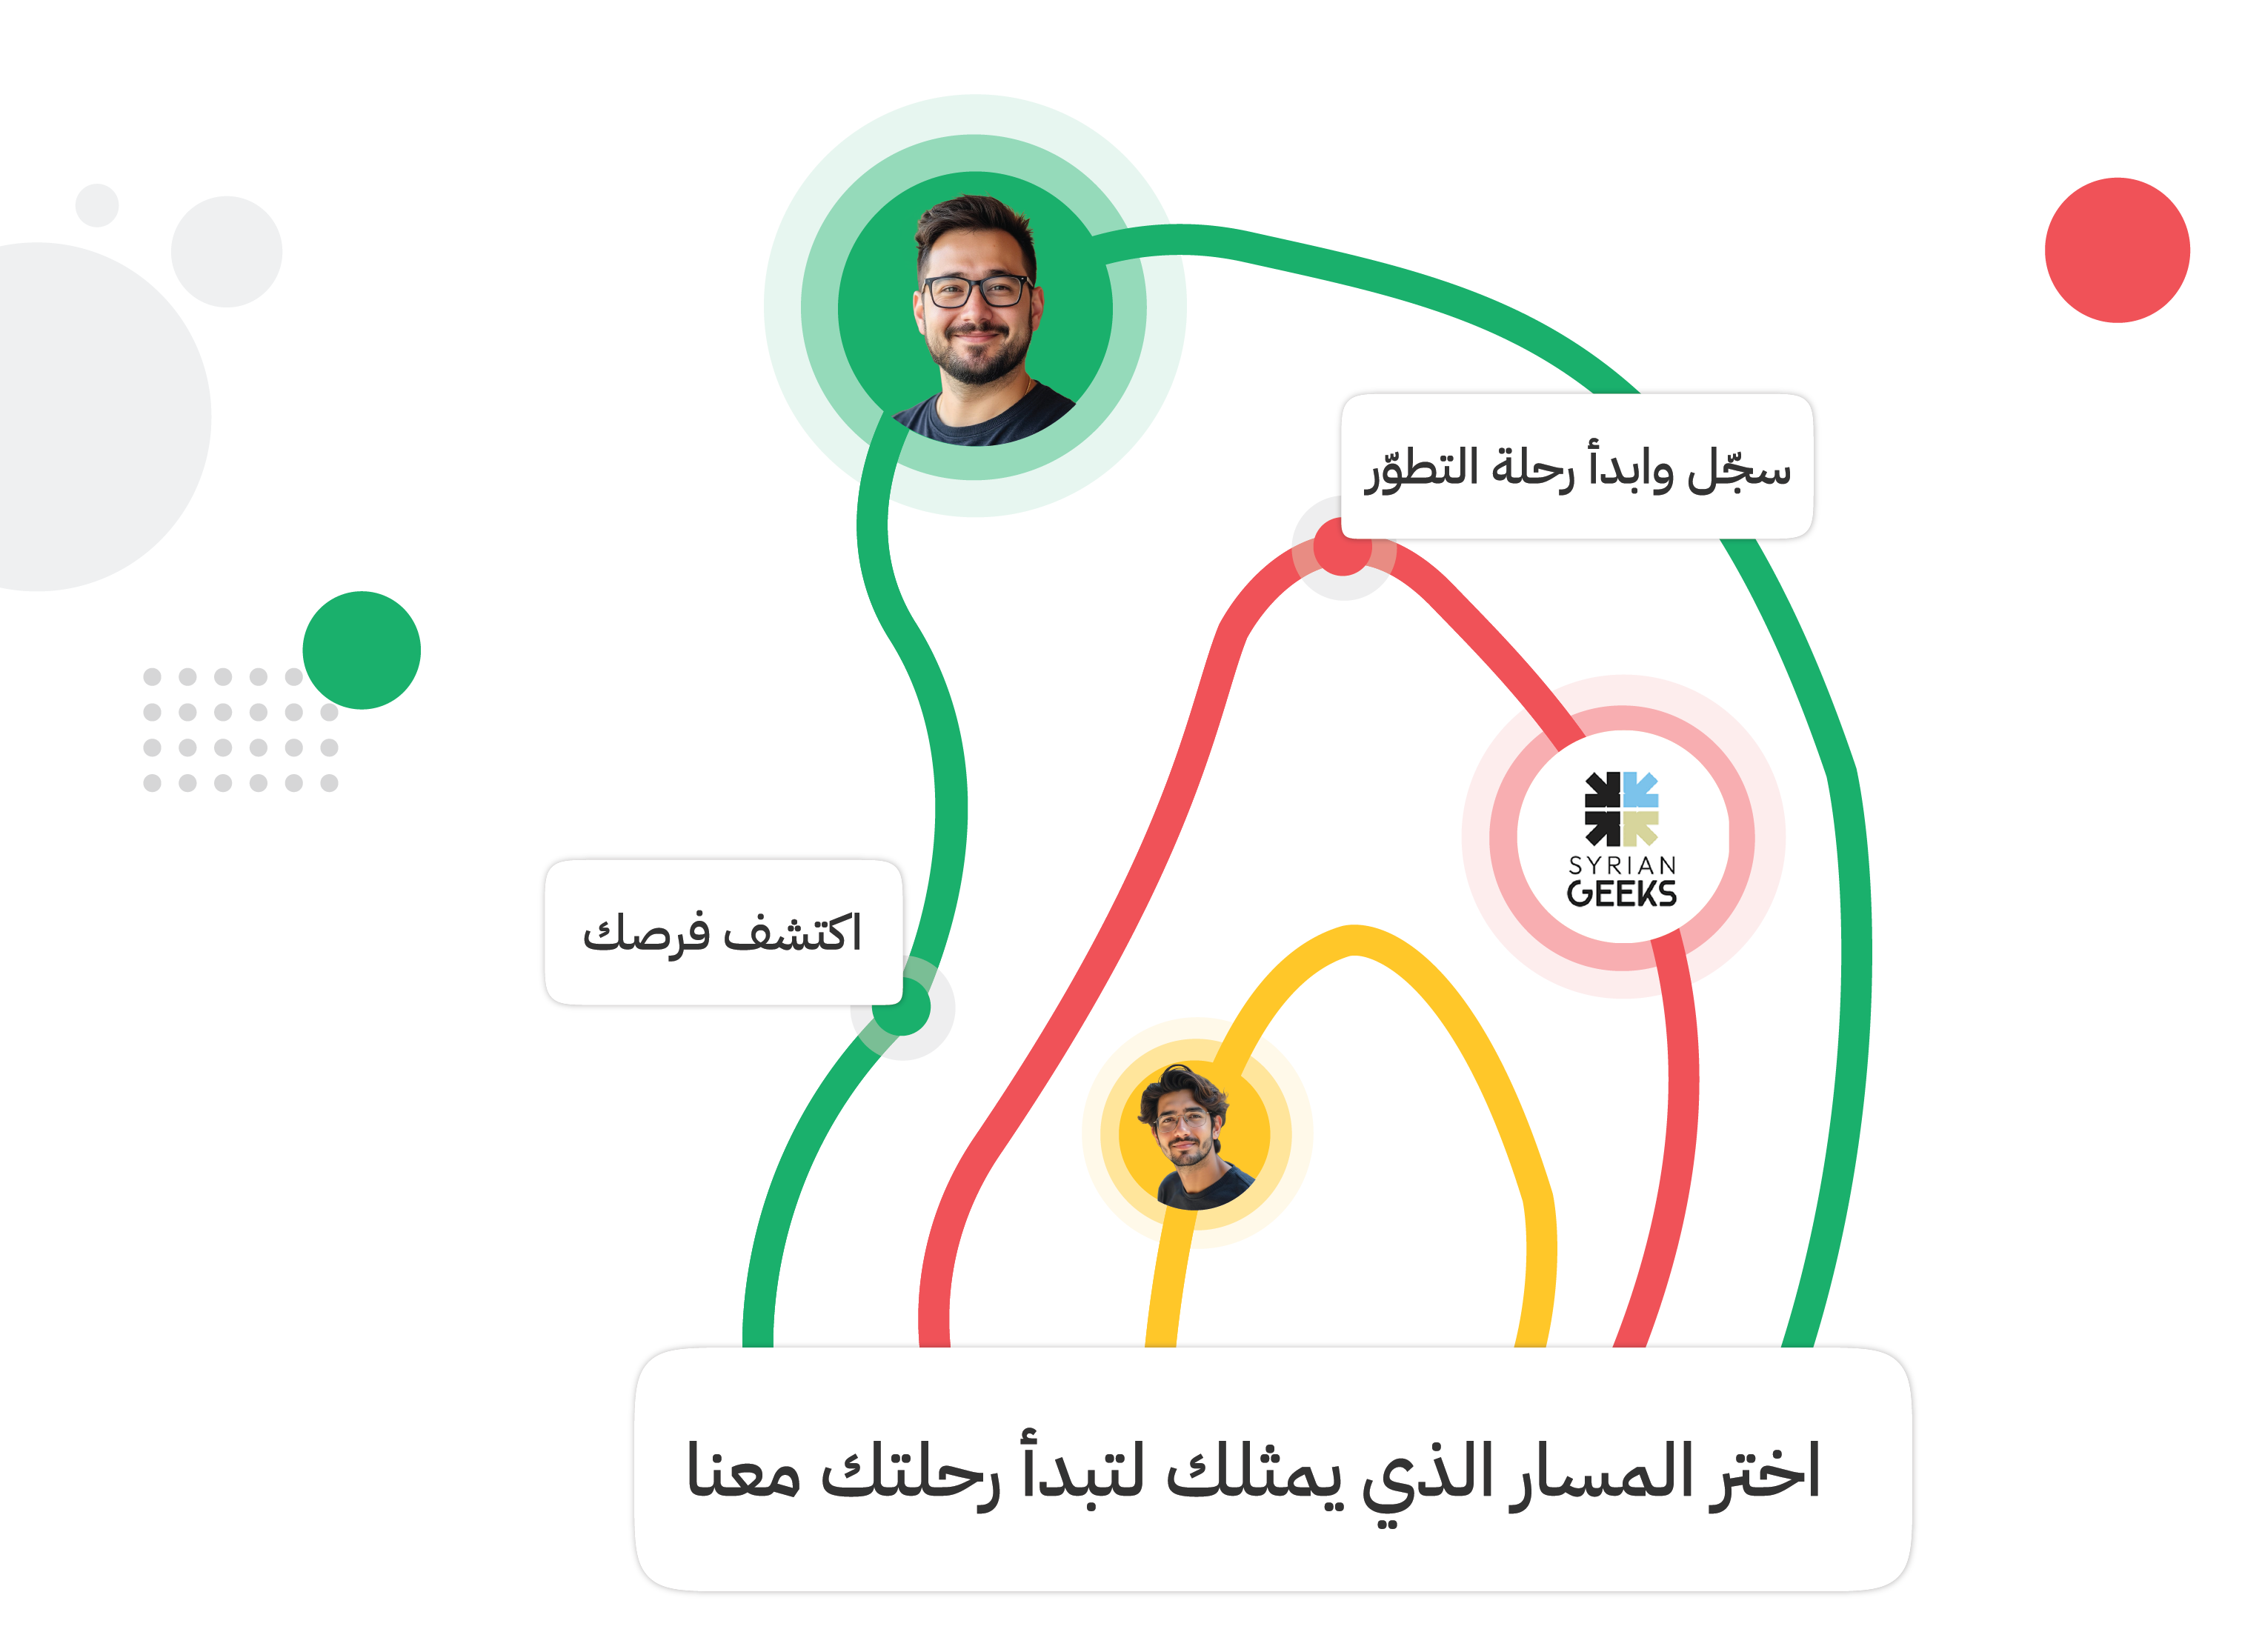 سجّل وابدأ رحلة التطوّر
SYRIAN
GEEKS
اكتشف فرصك
اختر المسار الذي يمثلك لتبدأ رحلتك معنا